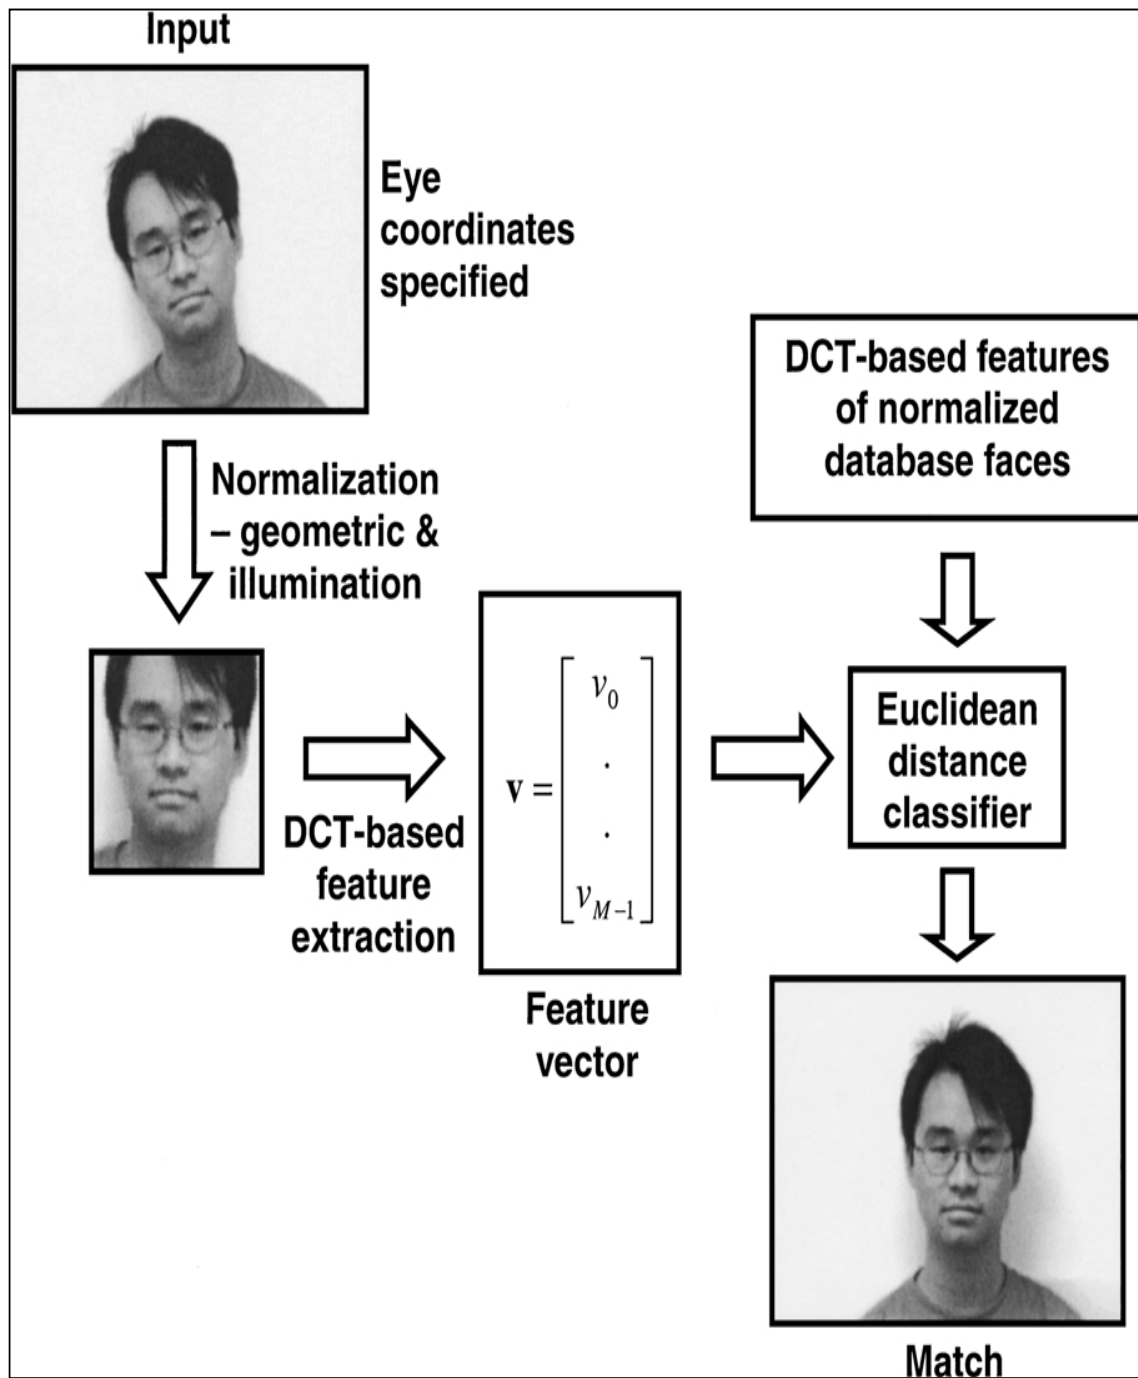 Input
Eye
coordinates
specified
Normalization
– geometric &
illumination
DCT-based
feature
extraction
v = [ v₀ . . v_{M−1} ]
Feature
vector
DCT-based features
of normalized
database faces
Euclidean
distance
classifier
Match